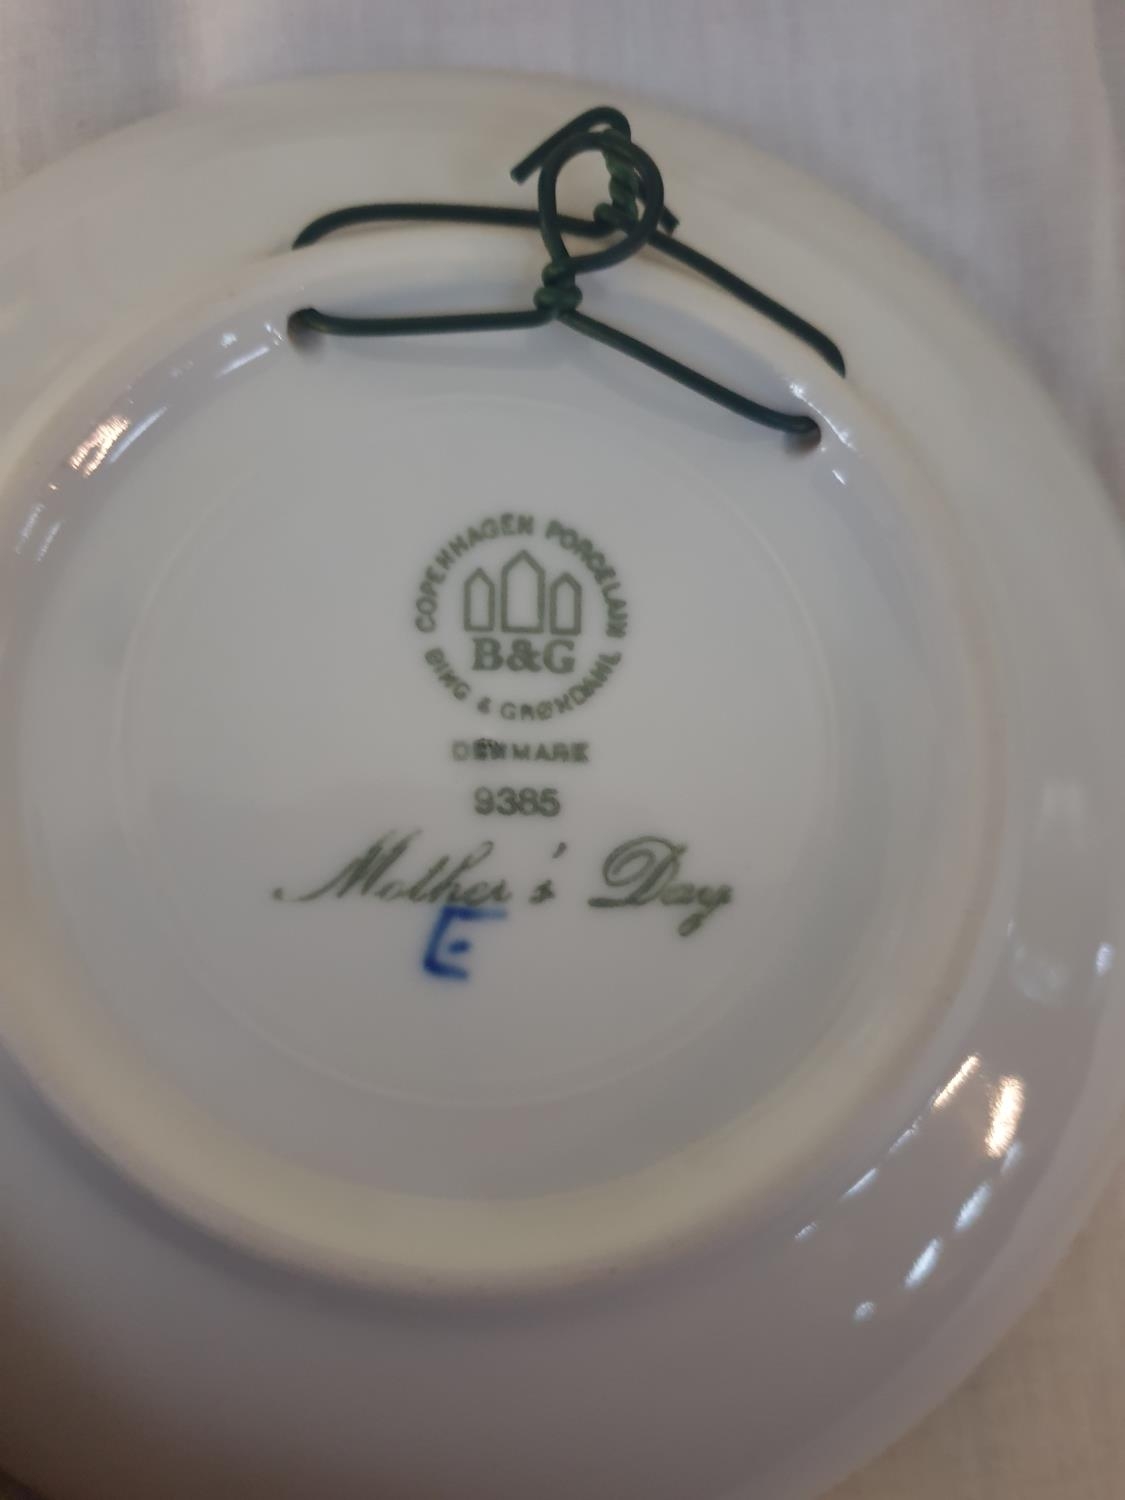 COPENHAGEN PORCELAIN
B&G
BING & GRØNDAHL
DENMARK
9385
Mother's Day
E